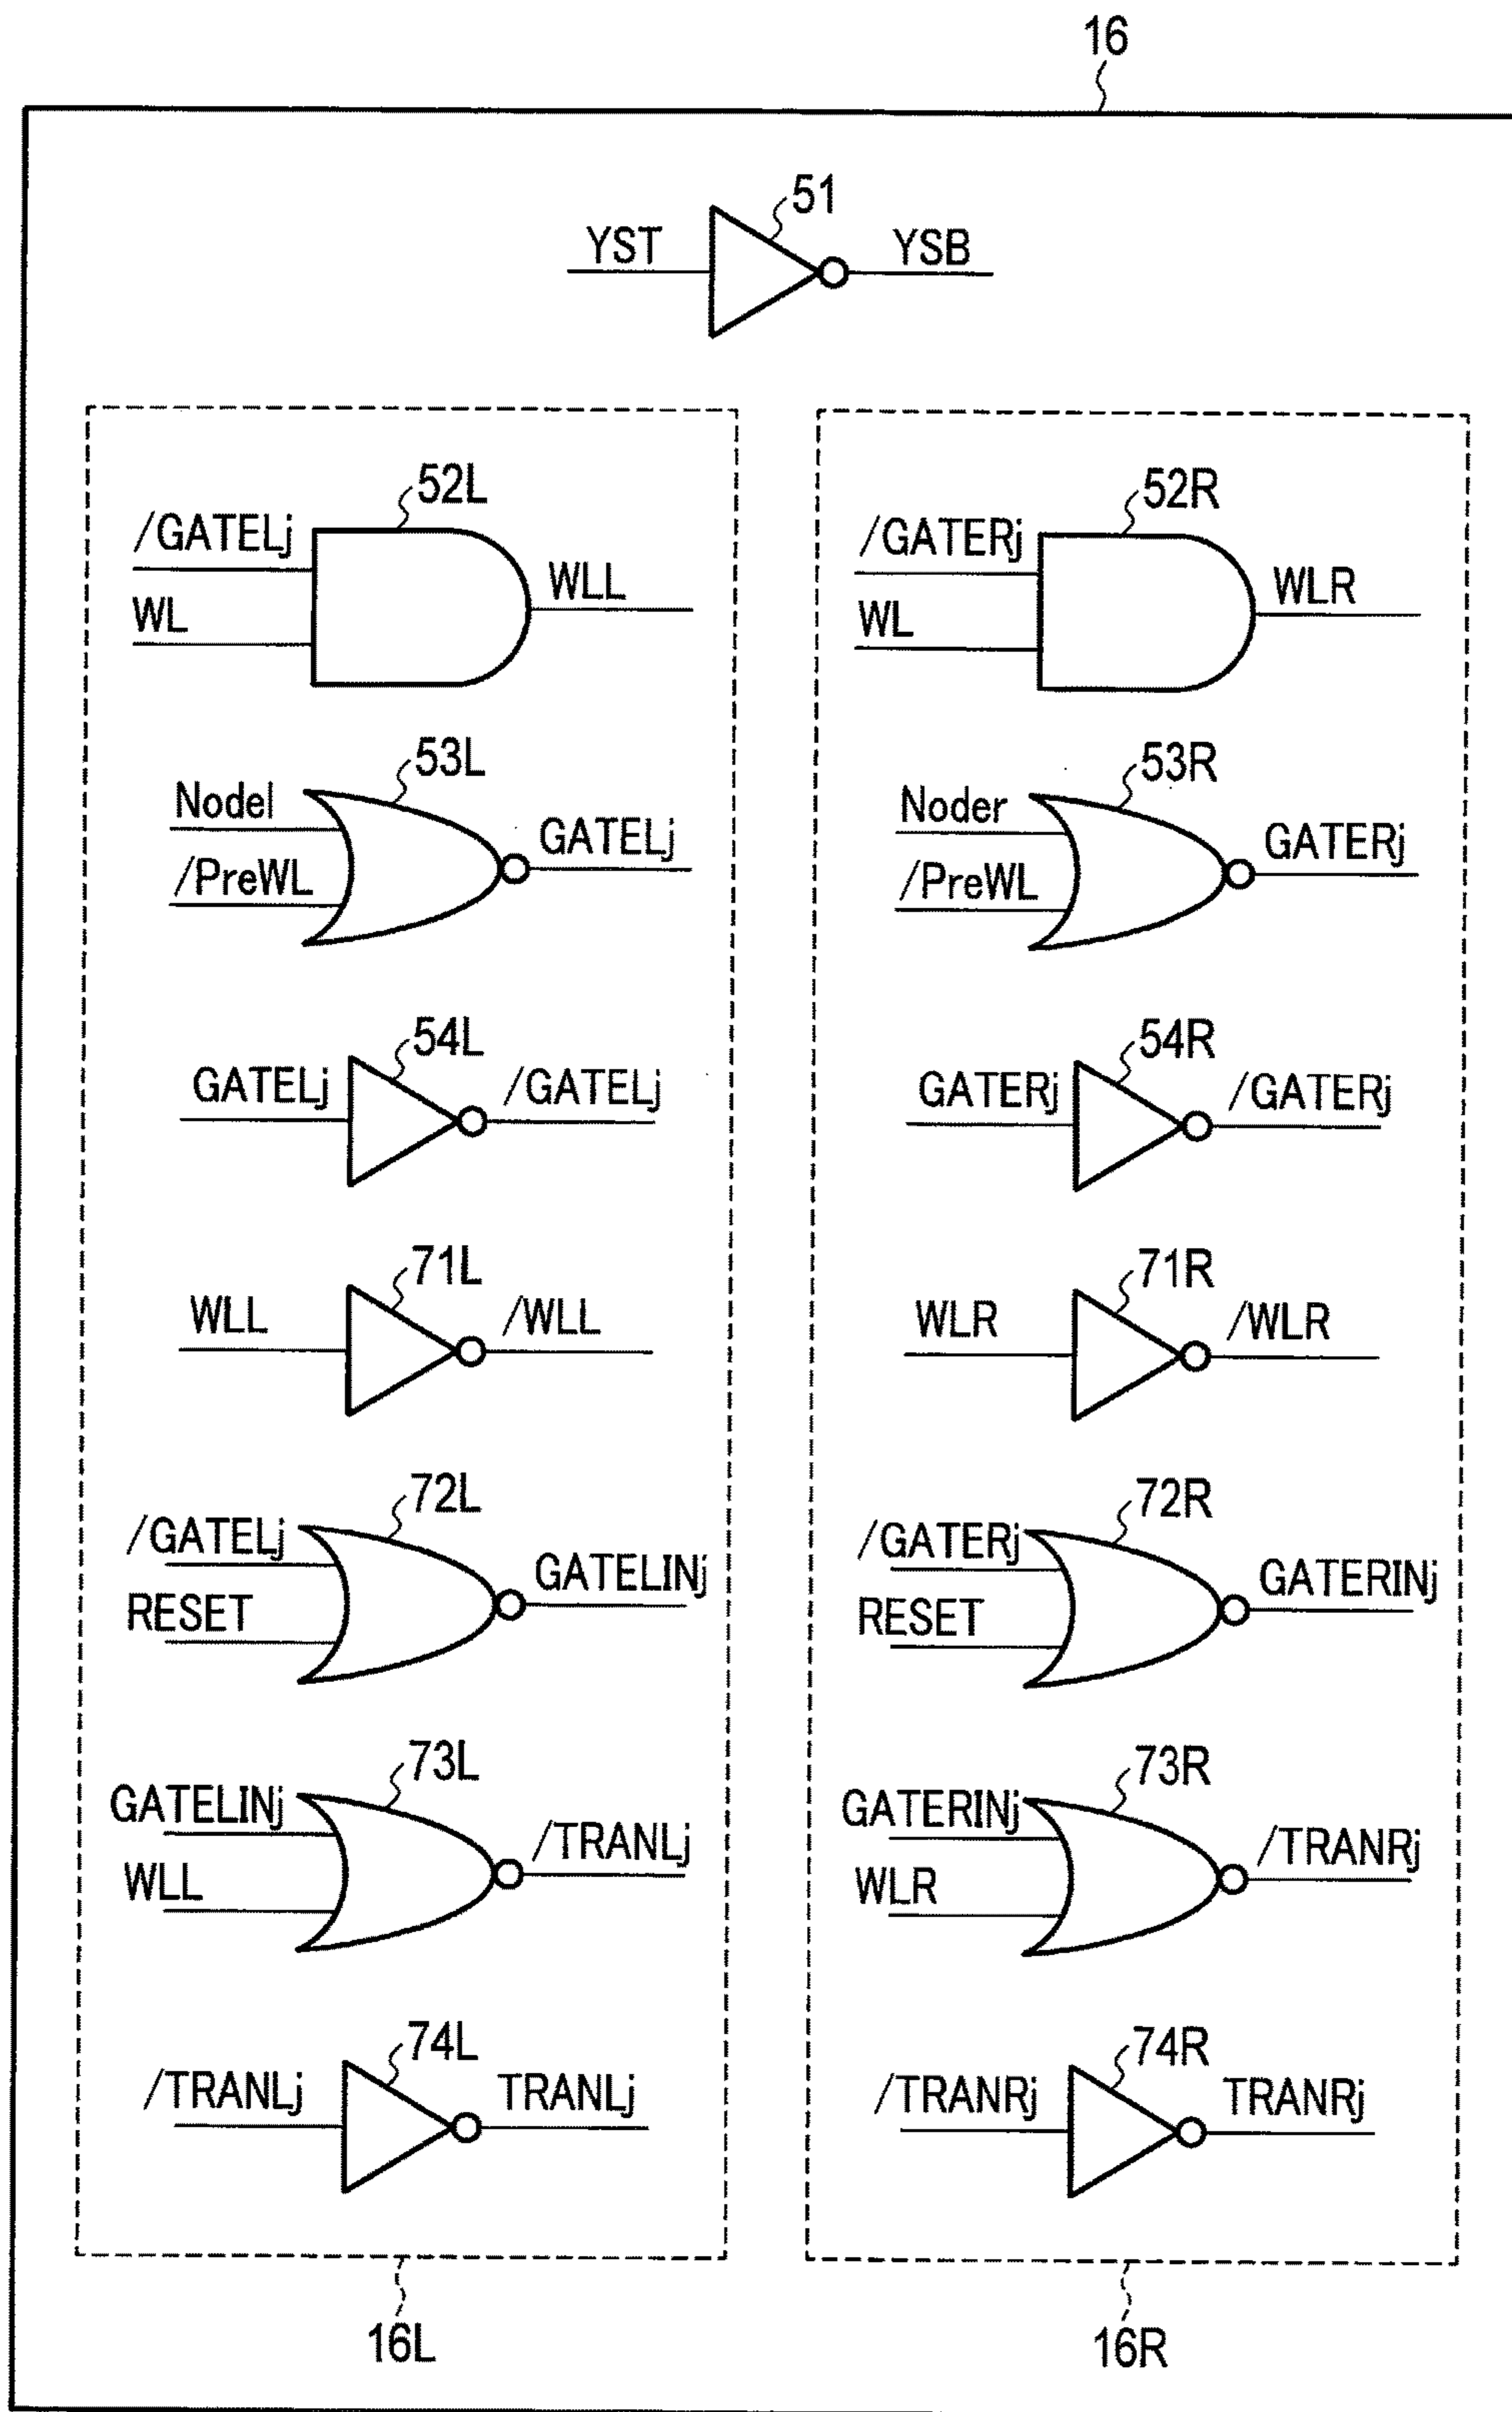 16
51
YST YSB
52L
/GATELj
WL
WLL
53L
Nodel
/PreWL
GATELj
54L
GATELj /GATELj
71L
WLL /WLL
72L
/GATELj
RESET
GATELINj
73L
GATELINj
WLL
/TRANLj
74L
/TRANLj TRANLj
16L
52R
/GATERj
WL
WLR
53R
Noder
/PreWL
GATERj
54R
GATERj /GATERj
71R
WLR /WLR
72R
/GATERj
RESET
GATERINj
73R
GATERINj
WLR
/TRANRj
74R
/TRANRj TRANRj
16R